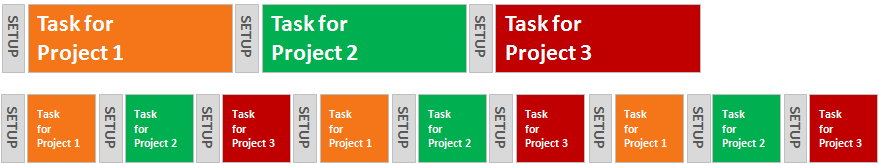 SETUP
Task for
Project 1
SETUP
Task for
Project 2
SETUP
Task for
Project 3
SETUP
Task
for
Project 1
SETUP
Task
for
Project 2
SETUP
Task
for
Project 3
SETUP
Task
for
Project 1
SETUP
Task
for
Project 2
SETUP
Task
for
Project 3
SETUP
Task
for
Project 1
SETUP
Task
for
Project 2
SETUP
Task
for
Project 3